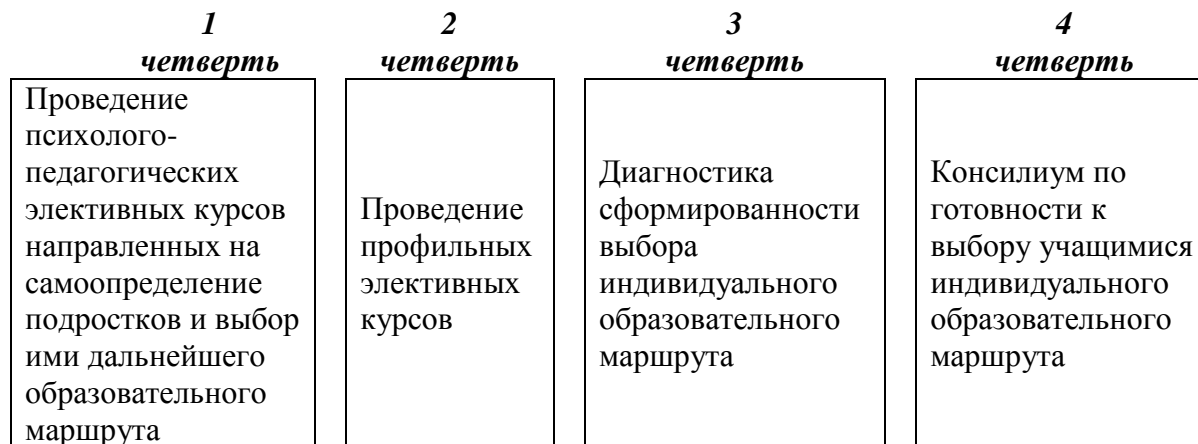 1
четверть
Проведение
психолого-
педагогических
элективных курсов
направленных на
самоопределение
подростков и выбор
ими дальнейшего
образовательного
маршрута
2
четверть
Проведение
профильных
элективных
курсов
3
четверть
Диагностика
сформированности
выбора
индивидуального
образовательного
маршрута
4
четверть
Консилиум по
готовности к
выбору учащимися
индивидуального
образовательного
маршрута